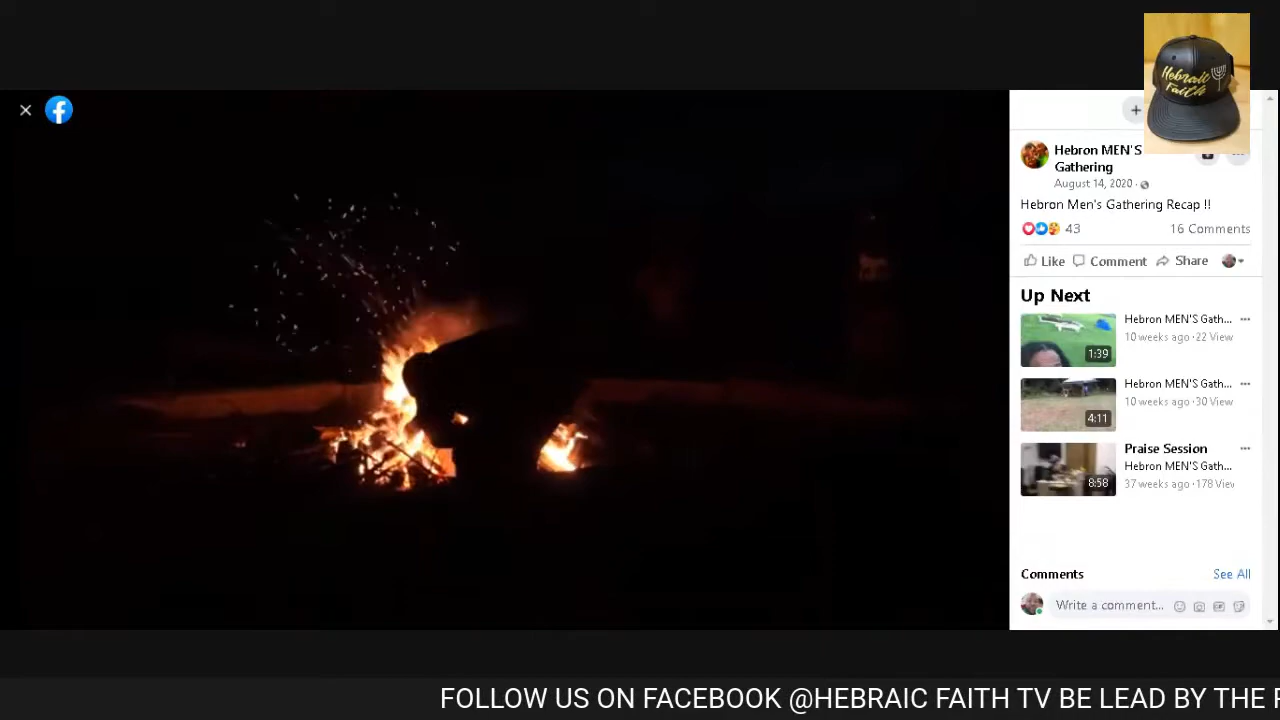 Hebraic
Faith
Hebron MEN'S
Gathering
August 14, 2020
Hebron Men's Gathering Recap !!
43
16 Comments
Like
Comment
Share
Up Next
Hebron MEN'S Gath...
10 weeks ago · 22 View
1:39
Hebron MEN'S Gath...
10 weeks ago · 30 View
4:11
Praise Session
Hebron MEN'S Gath...
37 weeks ago · 178 Viev
8:58
Comments
See All
Write a comment...
FOLLOW US ON FACEBOOK @HEBRAIC FAITH TV BE LEAD BY THE